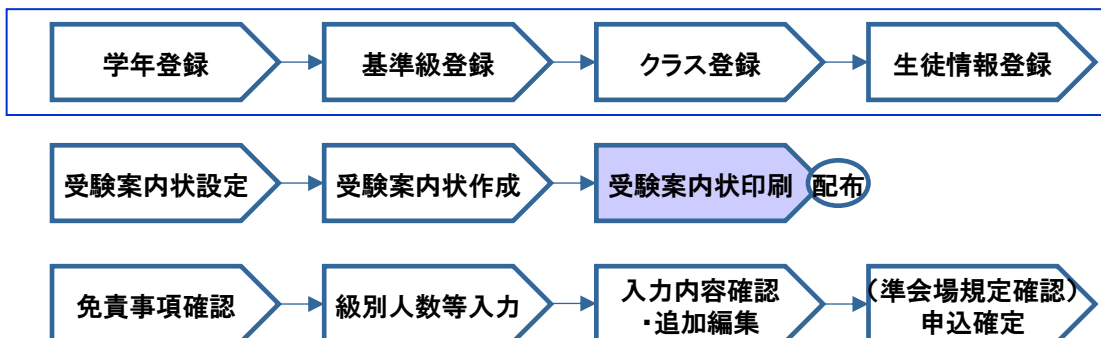 学年登録
基準級登録
クラス登録
生徒情報登録
受験案内状設定
受験案内状作成
受験案内状印刷
配布
免責事項確認
級別人数等入力
入力内容確認
・追加編集
（準会場規定確認）
申込確定